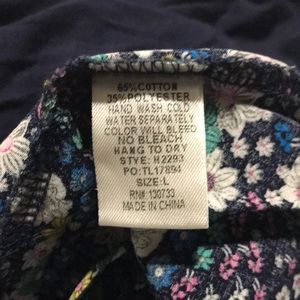 65%COTTON
35%POLYESTER
HAND WASH COLD
WATER SEPARATELY
COLOR WILL BLEED
NO BLEACH
HANG TO DRY
STYE: H2293
PO:TL17894
SIZE:L
RN# 130733
MADE IN CHINA